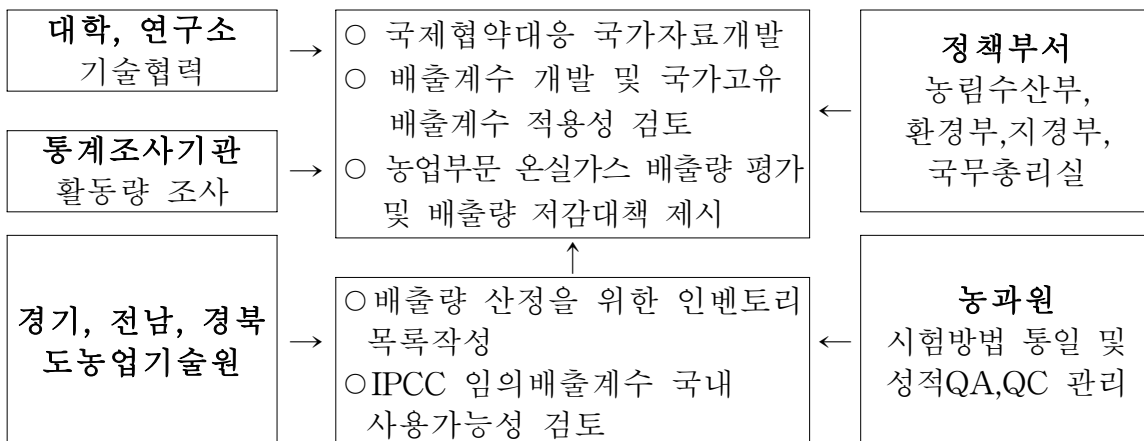 대학, 연구소
기술협력
→
통계조사기관
활동량 조사
→
○ 국제협약대응 국가자료개발
○ 배출계수 개발 및 국가고유
배출계수 적용성 검토
○ 농업부문 온실가스 배출량 평가
및 배출량 저감대책 제시
←
정책부서
농림수산부,
환경부,지경부,
국무총리실
↑
경기, 전남, 경북
도농업기술원
→
○배출량 산정을 위한 인벤토리
목록작성
○IPCC 임의배출계수 국내
사용가능성 검토
←
농과원
시험방법 통일 및
성적QA,QC 관리